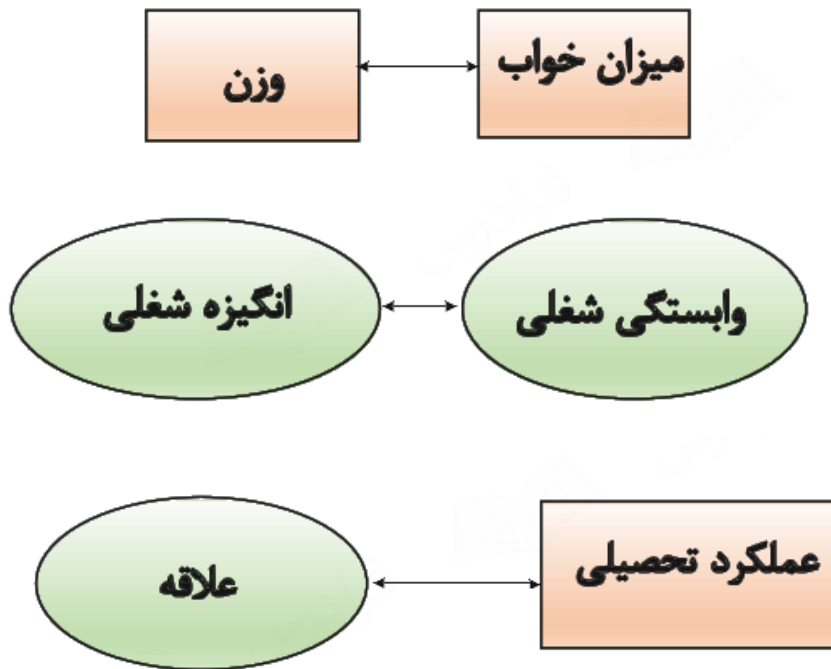 میزان خواب
وزن
وابستگی شغلی
انگیزه شغلی
عملکرد تحصیلی
علاقه